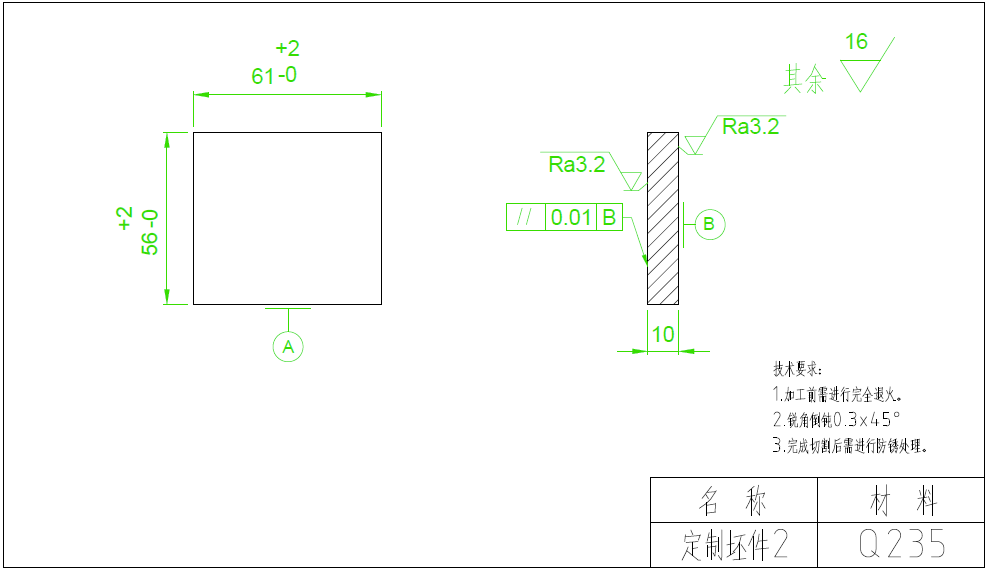 +2
61 -0
16
其余
Ra3.2
Ra3.2
+2
56 -0
// 0.01 B
B
A
10
技术要求:
1.加工前需进行完全退火。
2.锐角倒钝0.3x45°
3.完成切割后需进行防锈处理。
名 称 材 料
定制坯件2 Q235